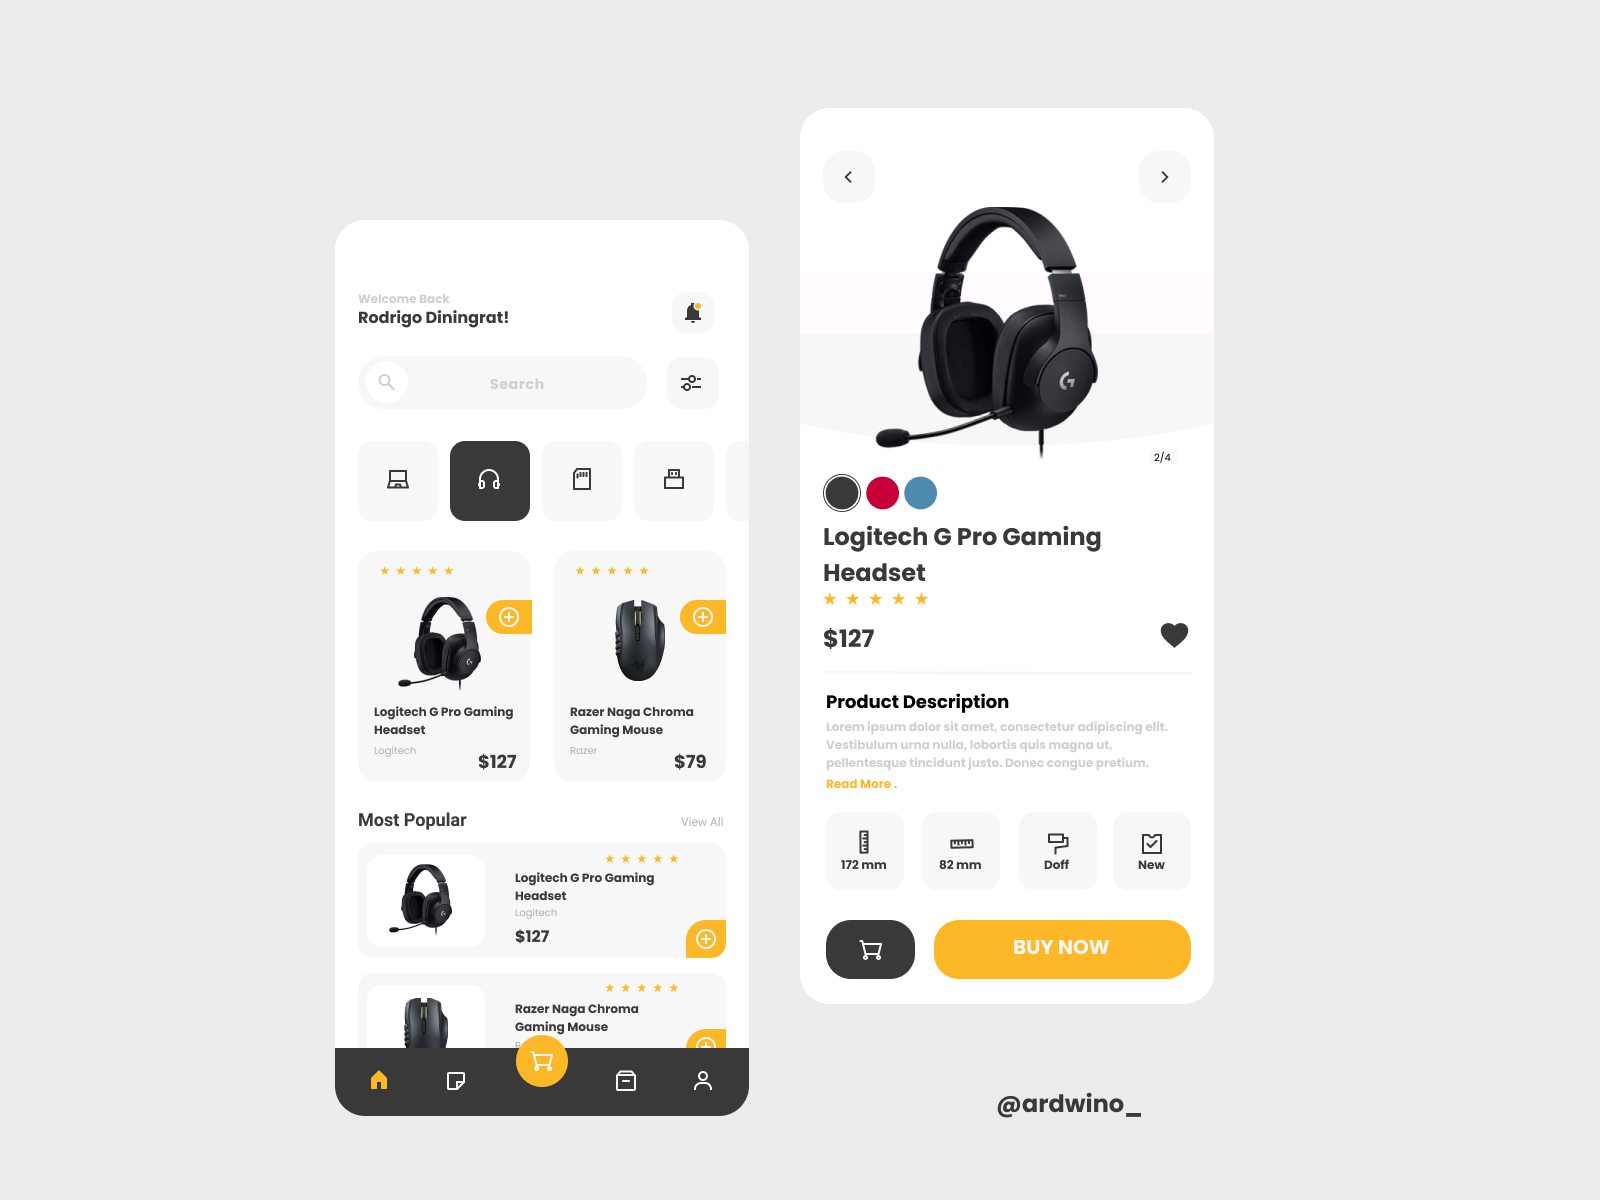 Welcome Back
Rodrigo Diningrat!
Search
Logitech G Pro Gaming
Headset
Logitech
$127
Razer Naga Chroma
Gaming Mouse
Razer
$79
Most Popular
View All
Logitech G Pro Gaming
Headset
Logitech
$127
Razer Naga Chroma
Gaming Mouse
2/4
Logitech G Pro Gaming
Headset
$127
Product Description
Lorem ipsum dolor sit amet, consectetur adipiscing elit.
Vestibulum urna nulla, lobortis quis magna ut,
pellentesque tincidunt justo. Donec congue pretium.
Read More .
172 mm
82 mm
Doff
New
BUY NOW
@ardwino_